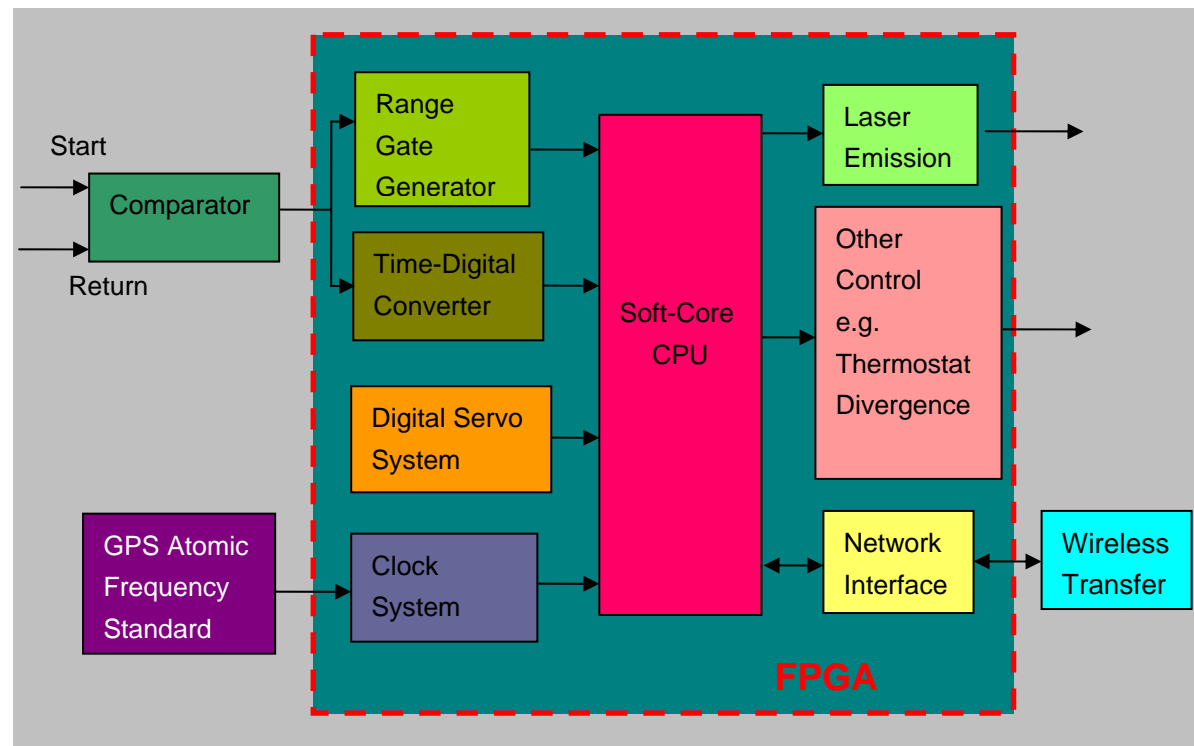 Start
Return
Comparator
Range
Gate
Generator
Time-Digital
Converter
Digital Servo
System
GPS Atomic
Frequency
Standard
Clock
System
Soft-Core
CPU
Laser
Emission
Other
Control
e.g.
Thermostat
Divergence
Network
Interface
Wireless
Transfer
FPGA